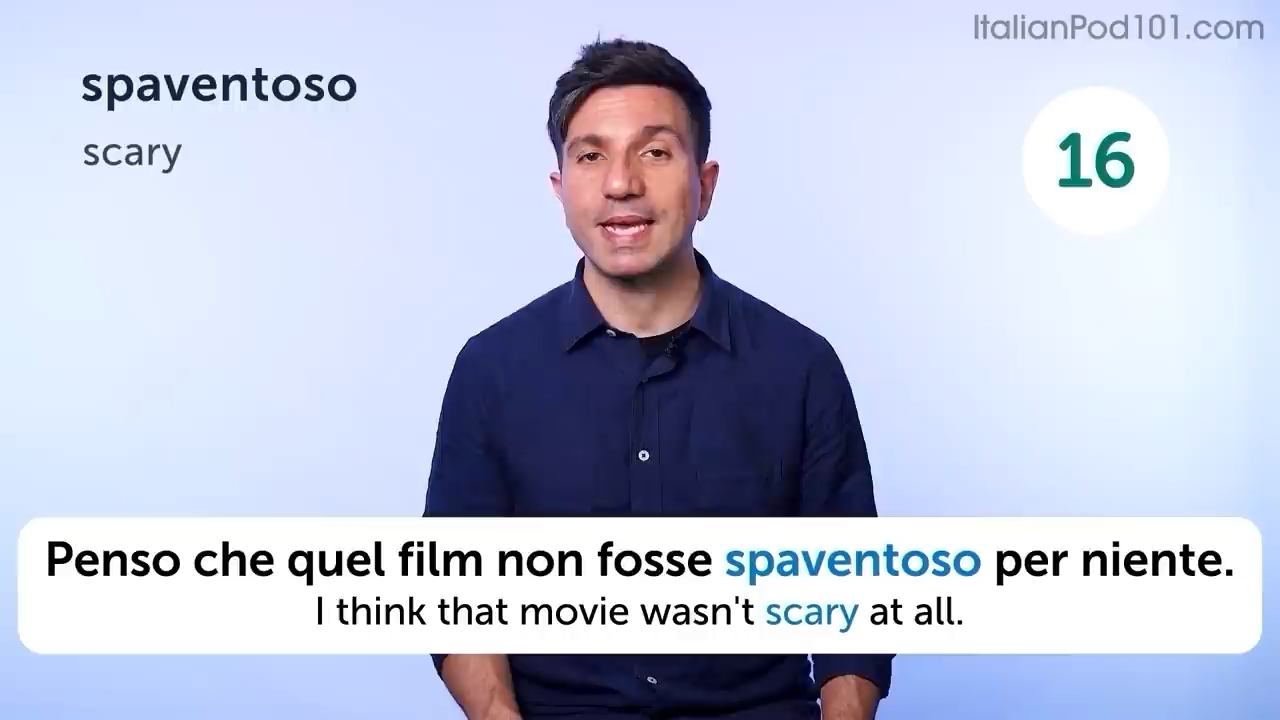 ItalianPod101.com
spaventoso
scary
16
Penso che quel film non fosse spaventoso per niente.
I think that movie wasn't scary at all.